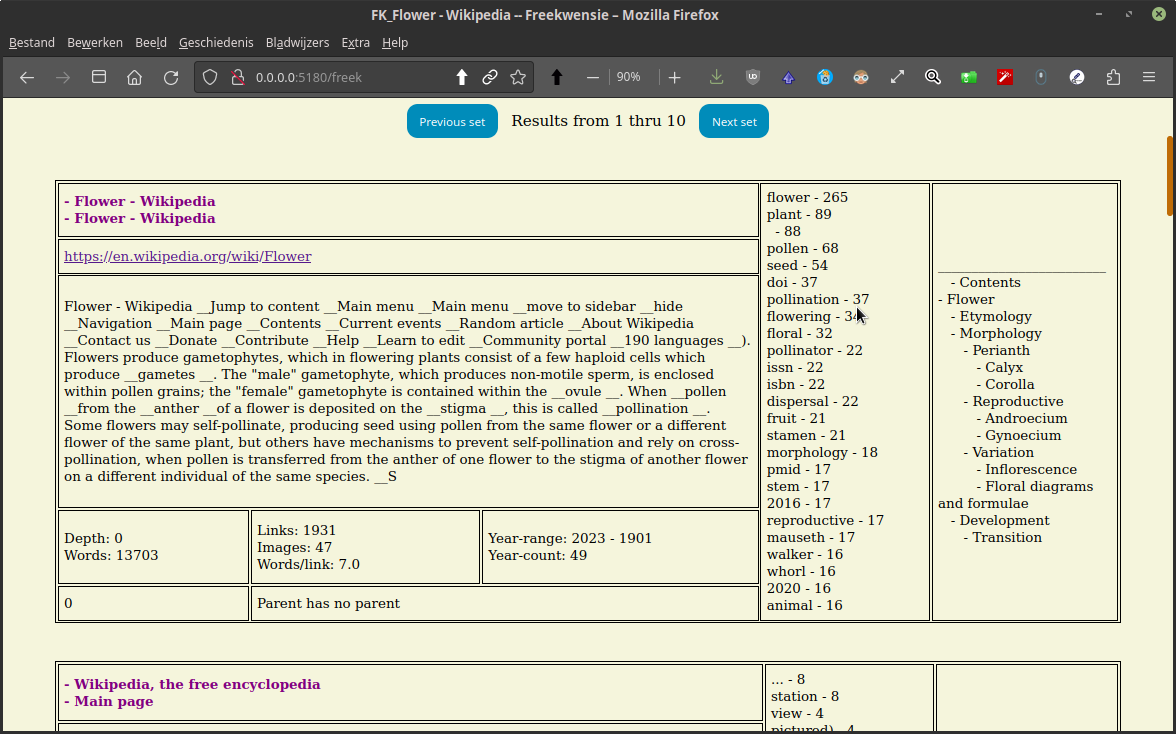 FK_Flower - Wikipedia -- Freekwensie – Mozilla Firefox
Bestand Bewerken Beeld Geschiedenis Bladwijzers Extra Help
0.0.0.0:5180/freek
90%
UD
Previous set
Results from 1 thru 10
Next set
- Flower - Wikipedia
- Flower - Wikipedia
https://en.wikipedia.org/wiki/Flower
Flower - Wikipedia __Jump to content __Main menu __Main menu __move to sidebar __hide
__Navigation __Main page __Contents __Current events __Random article __About Wikipedia
__Contact us __Donate __Contribute __Help __Learn to edit __Community portal __190 languages __).
Flowers produce gametophytes, which in flowering plants consist of a few haploid cells which
produce __gametes __. The "male" gametophyte, which produces non-motile sperm, is enclosed
within pollen grains; the "female" gametophyte is contained within the __ovule __. When __pollen
__from the __anther __of a flower is deposited on the __stigma __, this is called __pollination __.
Some flowers may self-pollinate, producing seed using pollen from the same flower or a different
flower of the same plant, but others have mechanisms to prevent self-pollination and rely on cross-
pollination, when pollen is transferred from the anther of one flower to the stigma of another flower
on a different individual of the same species. __S
Depth: 0
Words: 13703
Links: 1931
Images: 47
Words/link: 7.0
Year-range: 2023 - 1901
Year-count: 49
0
Parent has no parent
flower - 265
plant - 89
- 88
pollen - 68
seed - 54
doi - 37
pollination - 37
flowering - 34
floral - 32
pollinator - 22
issn - 22
isbn - 22
dispersal - 22
fruit - 21
stamen - 21
morphology - 18
pmid - 17
stem - 17
2016 - 17
reproductive - 17
mauseth - 17
walker - 16
whorl - 16
2020 - 16
animal - 16
- Contents
- Flower
- Etymology
- Morphology
- Perianth
- Calyx
- Corolla
- Reproductive
- Androecium
- Gynoecium
- Variation
- Inflorescence
- Floral diagrams
and formulae
- Development
- Transition
- Wikipedia, the free encyclopedia
- Main page
... - 8
station - 8
view - 4
pictured) - 4